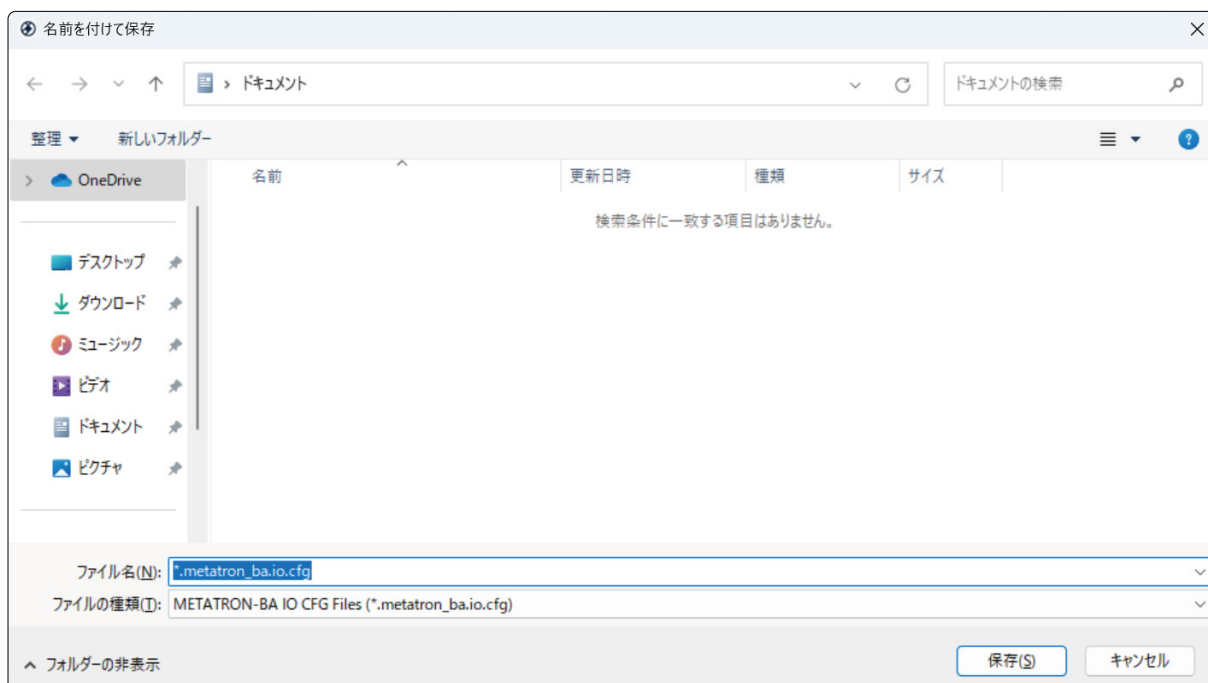 名前を付けて保存
ドキュメント
ドキュメントの検索
整理
新しいフォルダー
OneDrive
名前
更新日時
種類
サイズ
検索条件に一致する項目はありません。
デスクトップ
ダウンロード
ミュージック
ビデオ
ドキュメント
ピクチャ
ファイル名(N): *.metatron_ba.io.cfg
ファイルの種類(T): METATRON-BA IO CFG Files (*.metatron_ba.io.cfg)
フォルダーの非表示
保存(S)
キャンセル